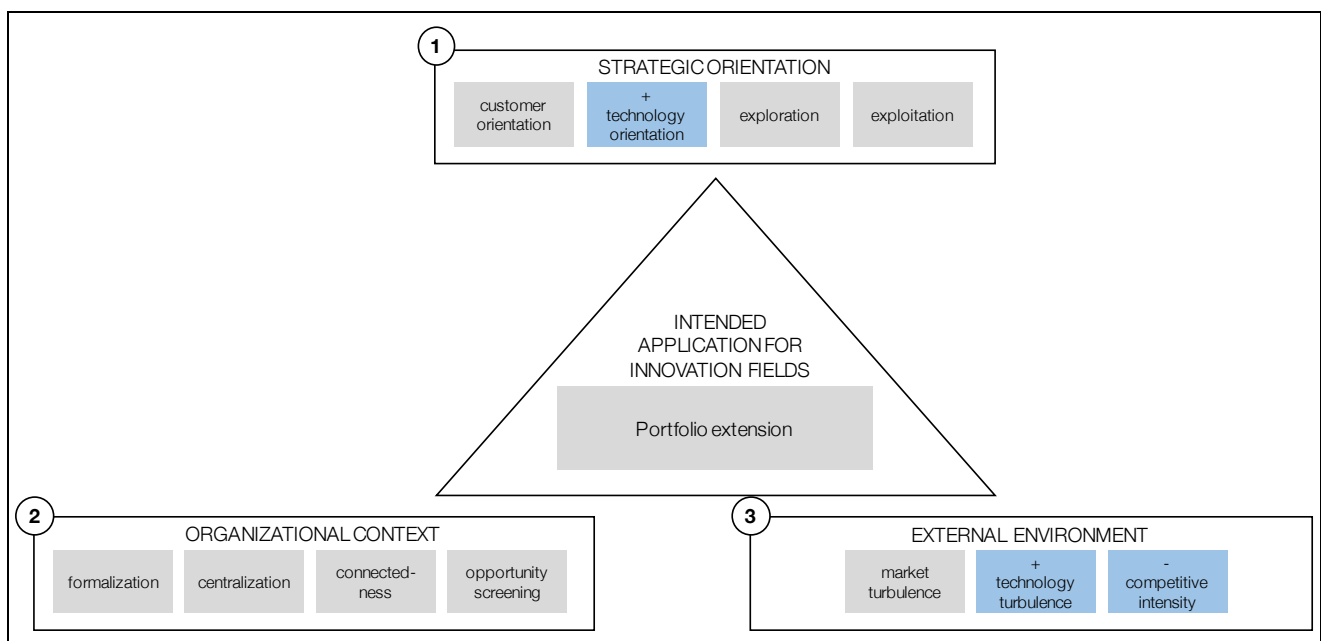 1
STRATEGIC ORIENTATION
customer
orientation
+
technology
orientation
exploration
exploitation
INTENDED
APPLICATION FOR
INNOVATION FIELDS
Portfolio extension
2
ORGANIZATIONAL CONTEXT
formalization
centralization
connected-
ness
opportunity
screening
3
EXTERNAL ENVIRONMENT
market
turbulence
+
technology
turbulence
-
competitive
intensity